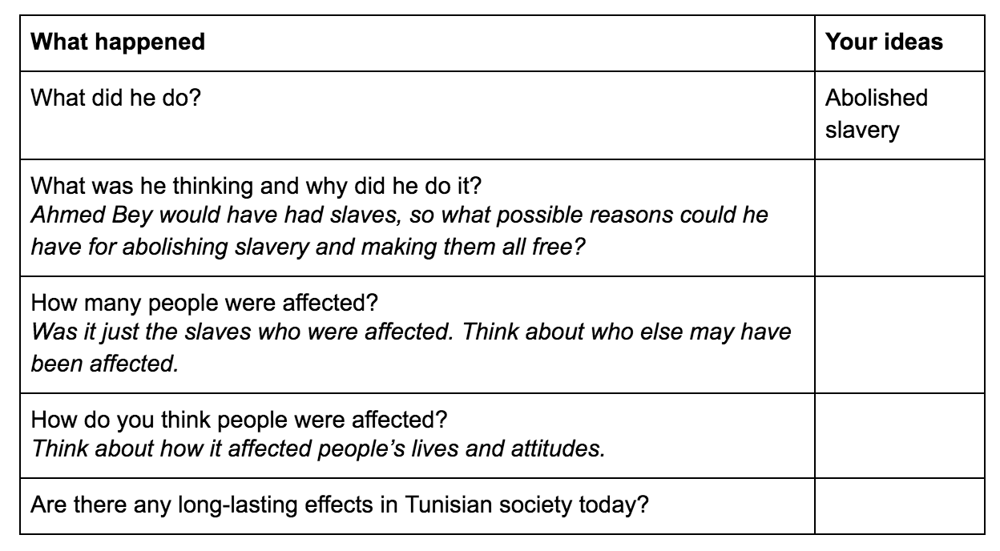 What happened
Your ideas
What did he do?
Abolished
slavery
What was he thinking and why did he do it?
Ahmed Bey would have had slaves, so what possible reasons could he
have for abolishing slavery and making them all free?
How many people were affected?
Was it just the slaves who were affected. Think about who else may have
been affected.
How do you think people were affected?
Think about how it affected people’s lives and attitudes.
Are there any long-lasting effects in Tunisian society today?